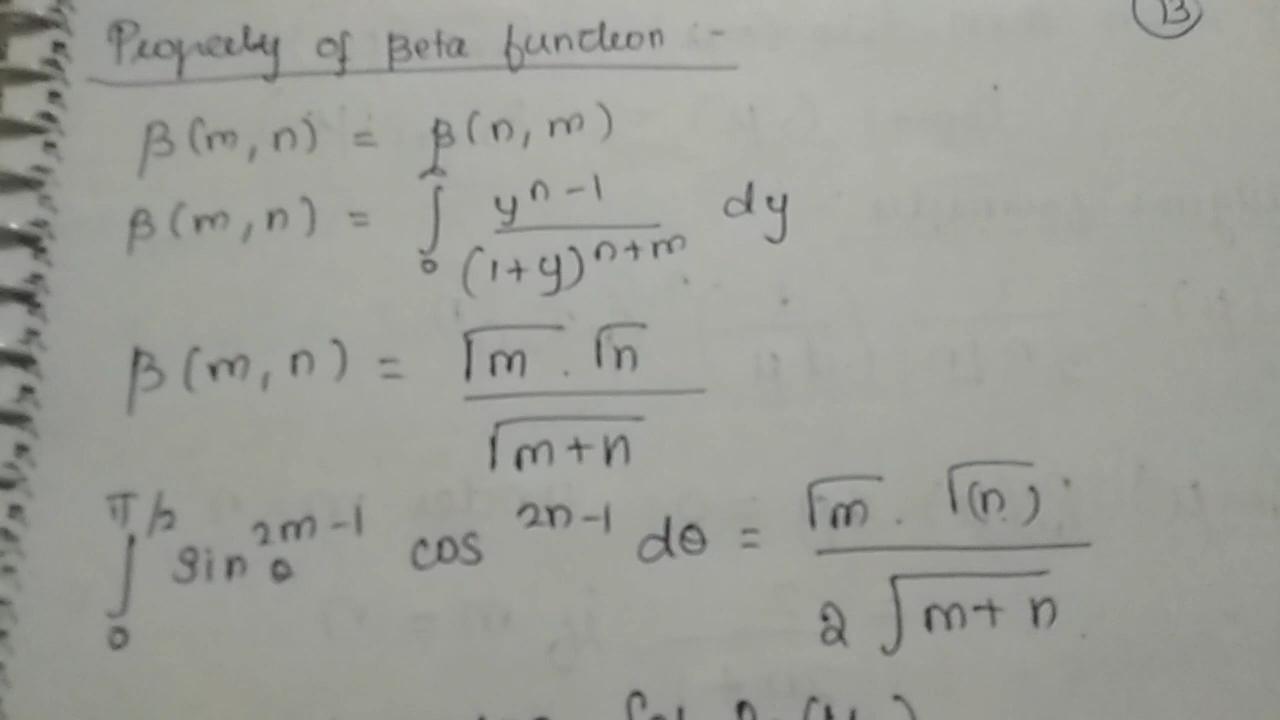 13
Property of Beta function :-
β(m, n) = β(n, m)
β(m, n) = ∫₀ y^(n-1) / (1+y)^(n+m) dy
β(m, n) = (Γm . Γn) / Γ(m+n)
∫₀^(π/2) sin^(2m-1) θ cos^(2n-1) dθ = (Γm . Γ(n)) / (2 Γ(m+n))